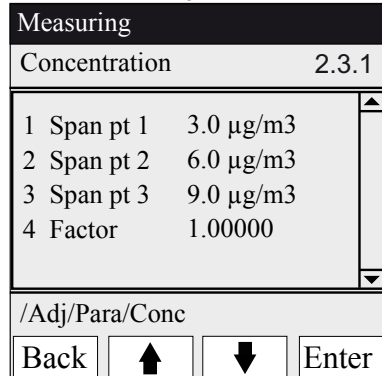 Measuring
Concentration 2.3.1
1 Span pt 1 3.0 µg/m3
2 Span pt 2 6.0 µg/m3
3 Span pt 3 9.0 µg/m3
4 Factor 1.00000
/Adj/Para/Conc
Back Enter